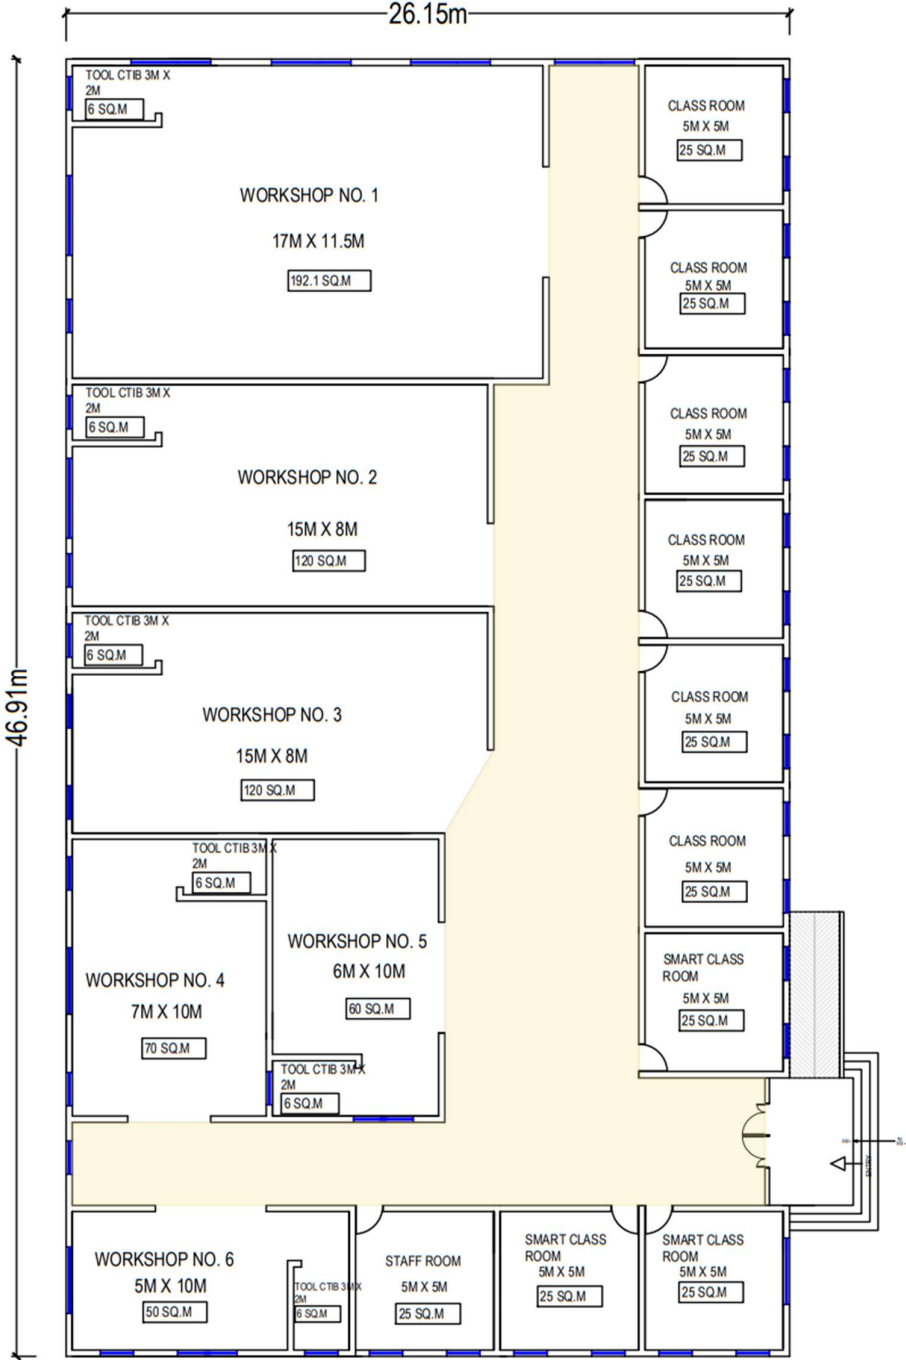 26.15m
46.91m
TOOL CTIB 3M X
2M
6 SQ.M
WORKSHOP NO. 1
17M X 11.5M
192.1 SQ.M
CLASS ROOM
5M X 5M
25 SQ.M
CLASS ROOM
5M X 5M
25 SQ.M
TOOL CTIB 3M X
2M
6 SQ.M
WORKSHOP NO. 2
15M X 8M
120 SQ.M
CLASS ROOM
5M X 5M
25 SQ.M
CLASS ROOM
5M X 5M
25 SQ.M
TOOL CTIB 3M X
2M
6 SQ.M
WORKSHOP NO. 3
15M X 8M
120 SQ.M
CLASS ROOM
5M X 5M
25 SQ.M
CLASS ROOM
5M X 5M
25 SQ.M
TOOL CTIB 3M X
2M
6 SQ.M
WORKSHOP NO. 4
7M X 10M
70 SQ.M
WORKSHOP NO. 5
6M X 10M
60 SQ.M
TOOL CTIB 3M X
2M
6 SQ.M
SMART CLASS
ROOM
5M X 5M
25 SQ.M
ENTRY
WORKSHOP NO. 6
5M X 10M
50 SQ.M
TOOL CTIB 3M X
2M
6 SQ.M
STAFF ROOM
5M X 5M
25 SQ.M
SMART CLASS
ROOM
5M X 5M
25 SQ.M
SMART CLASS
ROOM
5M X 5M
25 SQ.M